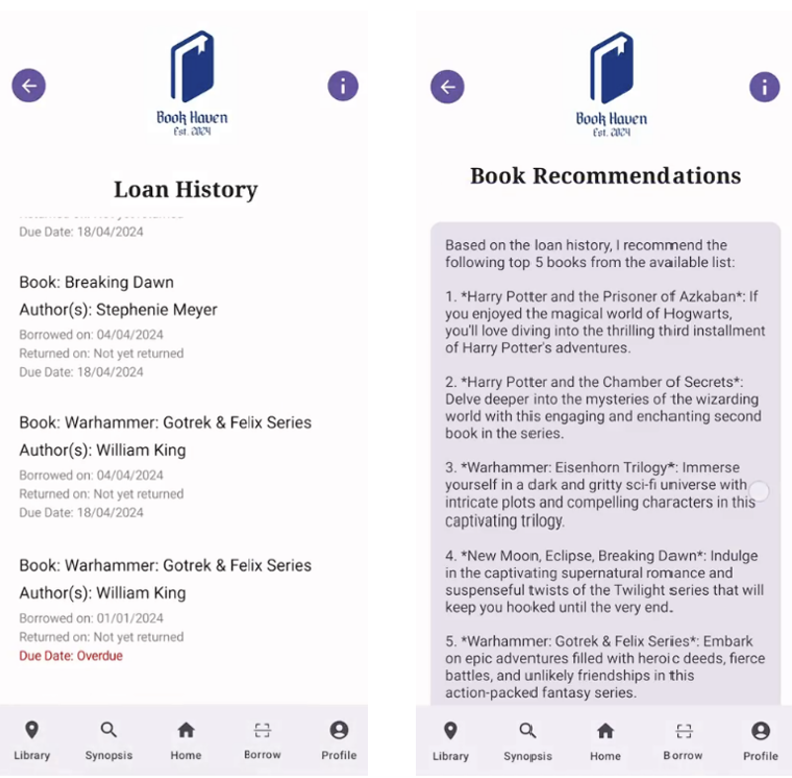 Book Haven
Est. 2024
Loan History
Due Date: 18/04/2024
Book: Breaking Dawn
Author(s): Stephenie Meyer
Borrowed on: 04/04/2024
Returned on: Not yet returned
Due Date: 18/04/2024
Book: Warhammer: Gotrek & Felix Series
Author(s): William King
Borrowed on: 04/04/2024
Returned on: Not yet returned
Due Date: 18/04/2024
Book: Warhammer: Gotrek & Felix Series
Author(s): William King
Borrowed on: 01/01/2024
Returned on: Not yet returned
Due Date: Overdue
Library Synopsis Home Borrow Profile
Book Haven
Est. 2024
Book Recommendations
Based on the loan history, I recommend the
following top 5 books from the available list:
1. *Harry Potter and the Prisoner of Azkaban*: If
you enjoyed the magical world of Hogwarts,
you'll love diving into the thrilling third installment
of Harry Potter's adventures.
2. *Harry Potter and the Chamber of Secrets*:
Delve deeper into the mysteries of the wizarding
world with this engaging and enchanting second
book in the series.
3. *Warhammer: Eisenhorn Trilogy*: Immerse
yourself in a dark and gritty sci-fi universe with
intricate plots and compelling characters in this
captivating trilogy.
4. *New Moon, Eclipse, Breaking Dawn*: Indulge
in the captivating supernatural romance and
suspenseful twists of the Twilight series that will
keep you hooked until the very end.
5. *Warhammer: Gotrek & Felix Series*: Embark
on epic adventures filled with heroic deeds, fierce
battles, and unlikely friendships in this
action-packed fantasy series.
Library Synopsis Home Borrow Profile